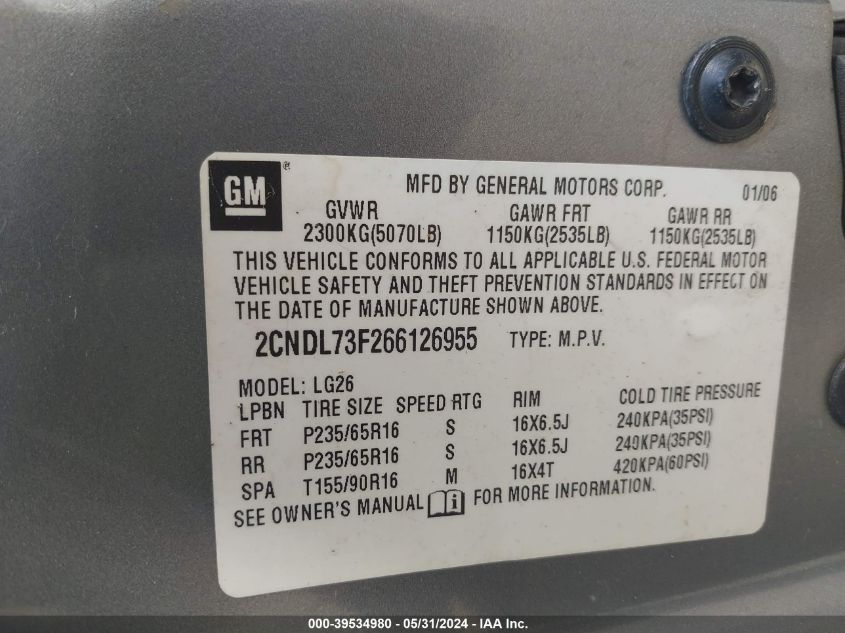 GM ® MFD BY GENERAL MOTORS CORP. 01/06
GVWR GAWR FRT GAWR RR
2300KG(5070LB) 1150KG(2535LB) 1150KG(2535LB)
THIS VEHICLE CONFORMS TO ALL APPLICABLE U.S. FEDERAL MOTOR
VEHICLE SAFETY AND THEFT PREVENTION STANDARDS IN EFFECT ON
THE DATE OF MANUFACTURE SHOWN ABOVE.
2CNDL73F266126955 TYPE: M.P.V.
MODEL: LG26
LPBN TIRE SIZE SPEED RTG RIM COLD TIRE PRESSURE
FRT P235/65R16 S 16X6.5J 240KPA(35PSI)
RR P235/65R16 S 16X6.5J 240KPA(35PSI)
SPA T155/90R16 M 16X4T 420KPA(60PSI)
SEE OWNER'S MANUAL i FOR MORE INFORMATION.
000-39534980 - 05/31/2024 - IAA Inc.